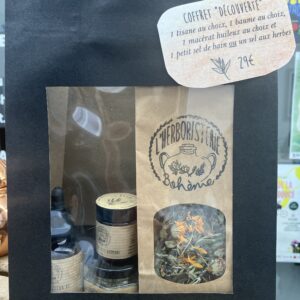 COFFRET "DÉCOUVERTE"
1 tisane au choix, 1 baume au choix,
1 macérat huileux au choix et
1 petit sel de bain ou un sel aux herbes
29€
L'HERBORISTERIE
Bohème